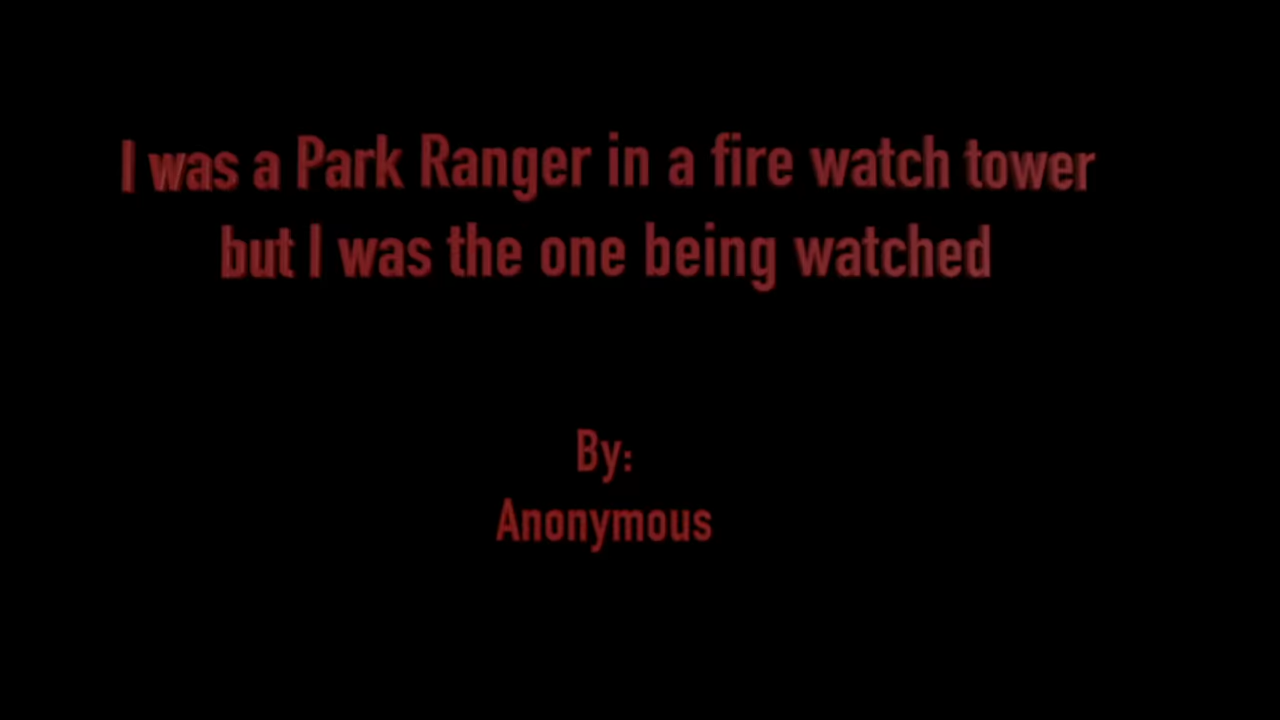 I was a Park Ranger in a fire watch tower
but I was the one being watched
By:
Anonymous